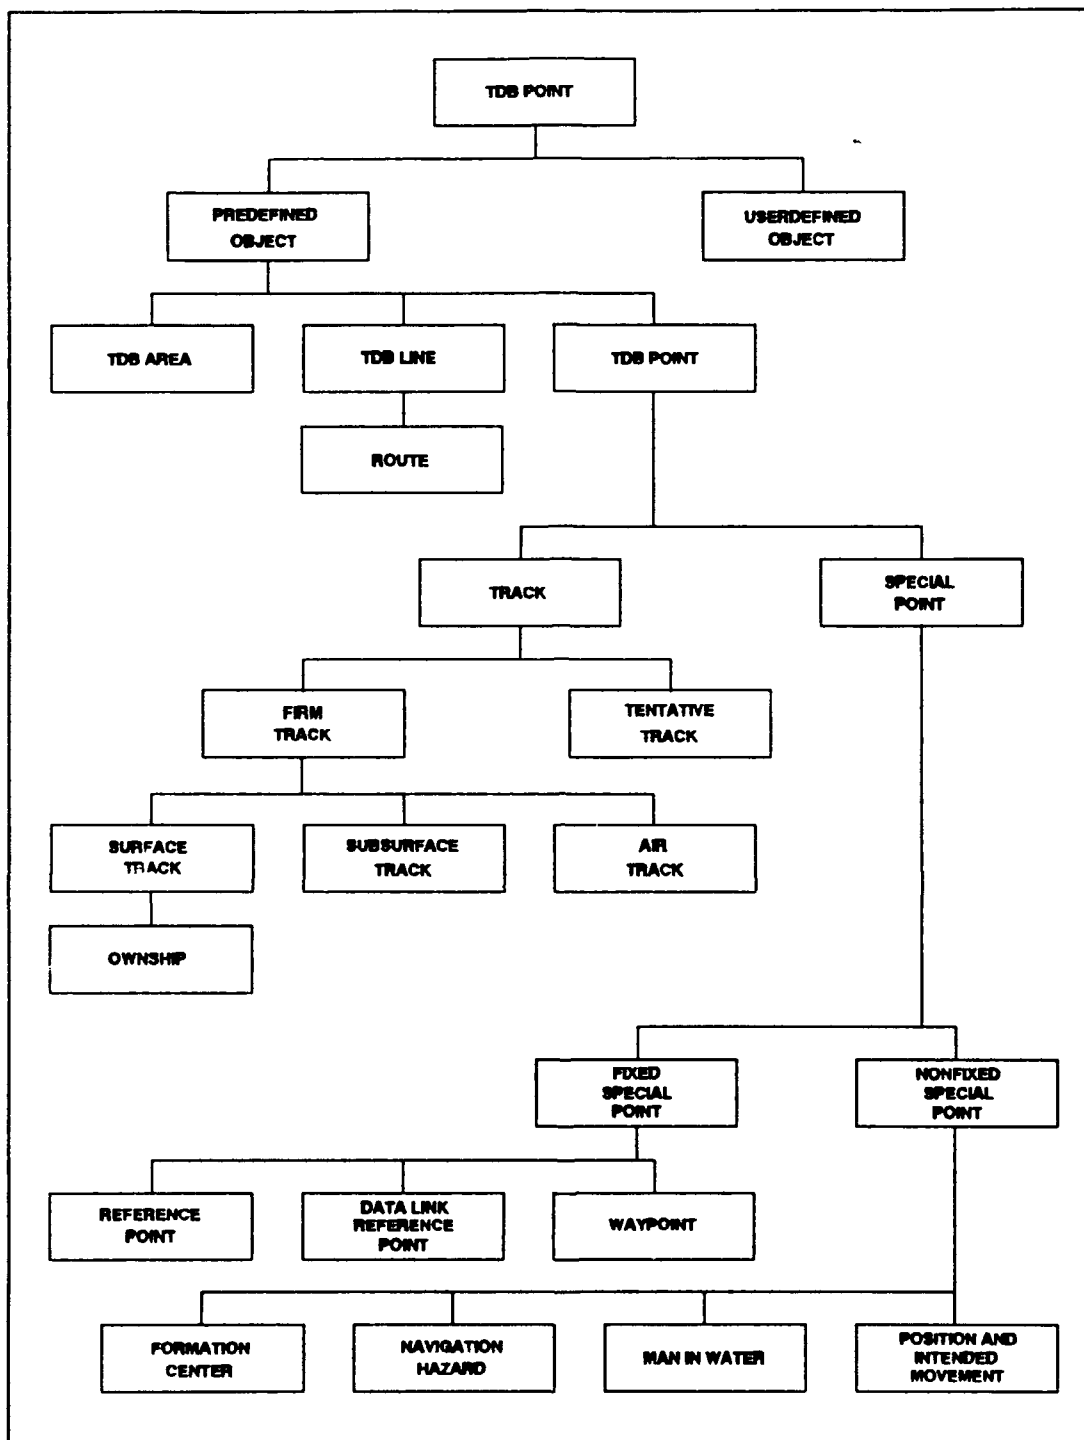 TDB POINT
PREDEFINED
OBJECT
USERDEFINED
OBJECT
TDB AREA
TDB LINE
TDB POINT
ROUTE
TRACK
SPECIAL
POINT
FIRM
TRACK
TENTATIVE
TRACK
SURFACE
TRACK
SUBSURFACE
TRACK
AIR
TRACK
OWNSHIP
FIXED
SPECIAL
POINT
NONFIXED
SPECIAL
POINT
REFERENCE
POINT
DATA LINK
REFERENCE
POINT
WAYPOINT
FORMATION
CENTER
NAVIGATION
HAZARD
MAN IN WATER
POSITION AND
INTENDED
MOVEMENT